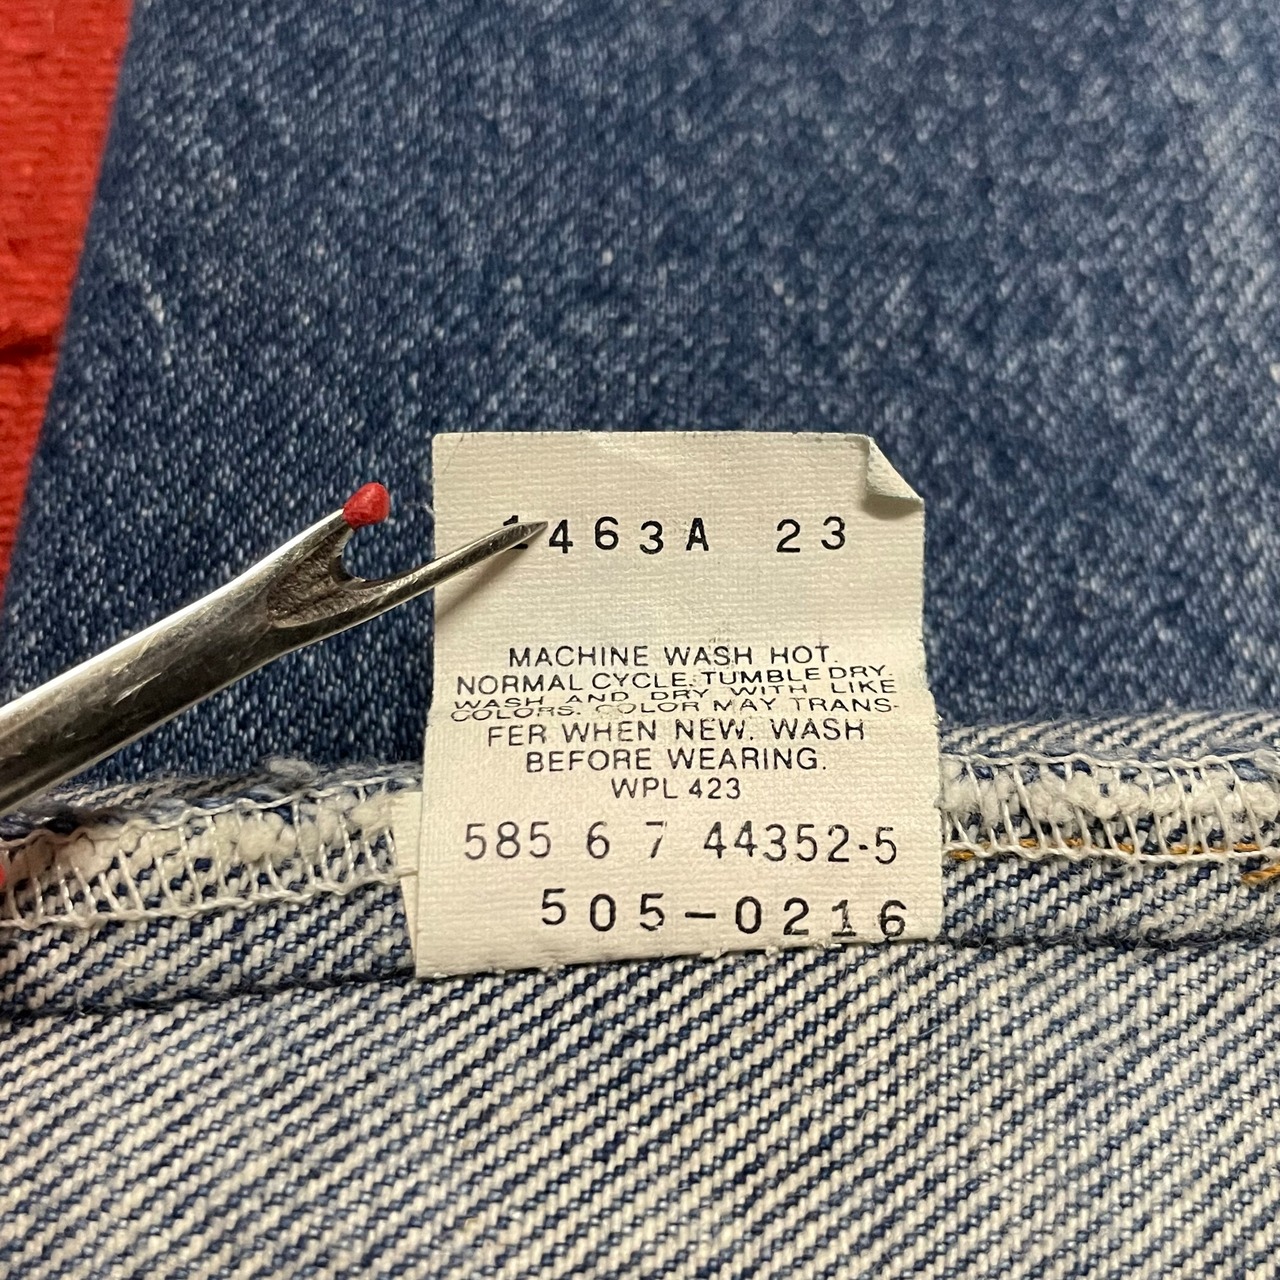 1463A 23
MACHINE WASH HOT.
NORMAL CYCLE. TUMBLE DRY.
WASH AND DRY WITH LIKE
COLORS. COLOR MAY TRANS-
FER WHEN NEW. WASH
BEFORE WEARING.
WPL 423
585 6 7 44352-5
505-0216